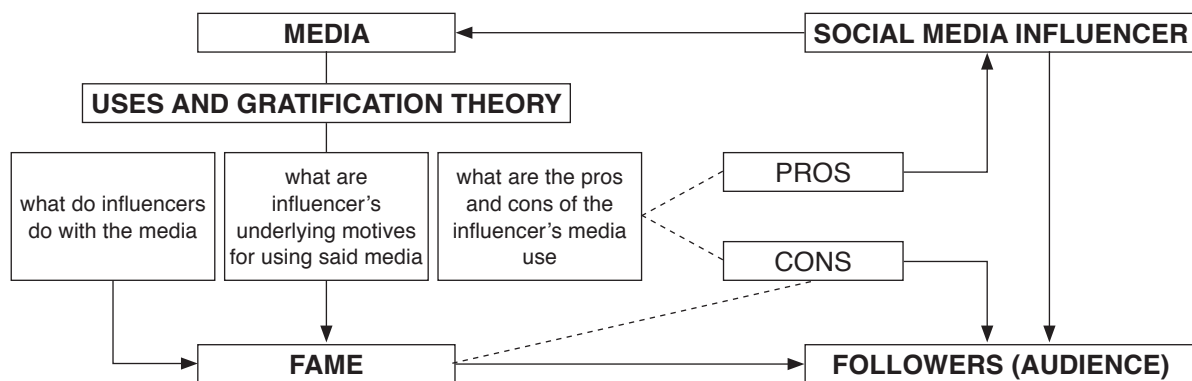 MEDIA
SOCIAL MEDIA INFLUENCER
USES AND GRATIFICATION THEORY
what do influencers
do with the media
what are
influencer’s
underlying motives
for using said media
what are the pros
and cons of the
influencer’s media
use
PROS
CONS
FAME
FOLLOWERS (AUDIENCE)